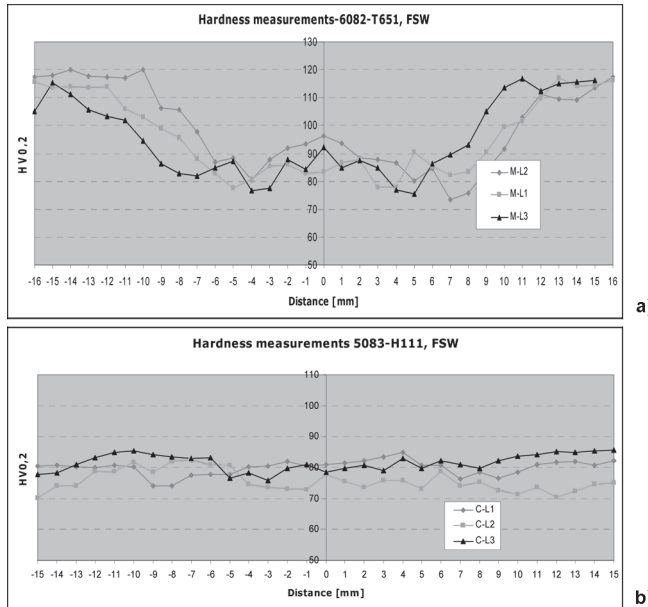 Hardness measurements-6082-T651, FSW
130
120
110
100
90
80
70
60
50
HV0,2
-16 -15 -14 -13 -12 -11 -10 -9 -8 -7 -6 -5 -4 -3 -2 -1 0 1 2 3 4 5 6 7 8 9 10 11 12 13 14 15 16
Distance [mm]
M-L2
M-L1
M-L3
a)
Hardness measurements 5083-H111, FSW
110
100
90
80
70
60
50
HV0,2
-15 -14 -13 -12 -11 -10 -9 -8 -7 -6 -5 -4 -3 -2 -1 0 1 2 3 4 5 6 7 8 9 10 11 12 13 14 15
Distance [mm]
C-L1
C-L2
C-L3
b)